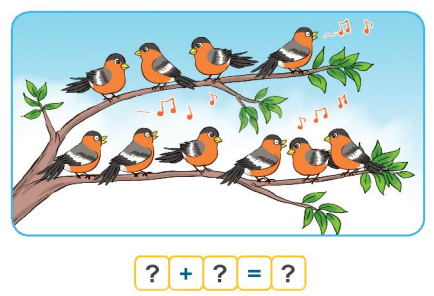 ? + ? = ?